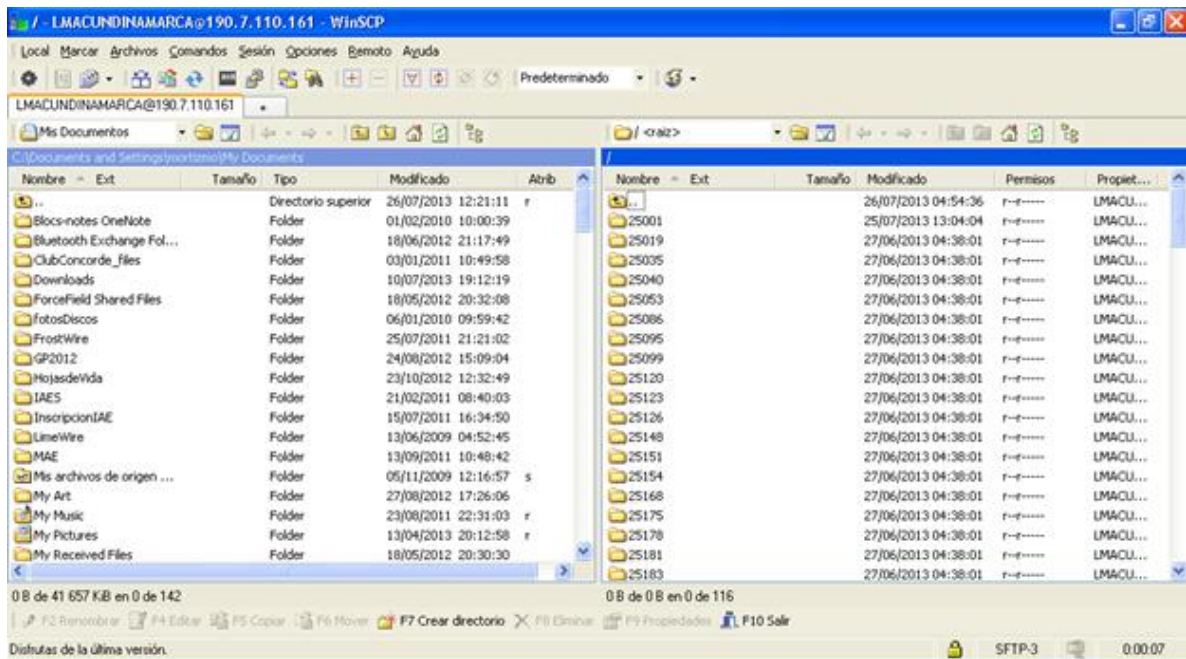 / - LMACUNDINAMARCA@190.7.110.161 - WinSCP
Local Marcar Archivos Comandos Sesión Opciones Remoto Ayuda
Predeterminado
LMACUNDINAMARCA@190.7.110.161
Mis Documentos
/ <raiz>
C:\Documents and Settings\ \My Documents
/
Nombre Ext Tamaño Tipo Modificado Atrib
.. Directorio superior 26/07/2013 12:21:11 r
Blocs-notes OneNote Folder 01/02/2010 10:00:39
Bluetooth Exchange Fol... Folder 18/06/2012 21:17:49
ClubConcorde_files Folder 03/01/2011 10:49:58
Downloads Folder 10/07/2013 19:12:19
ForceField Shared Files Folder 18/05/2012 20:32:08
fotosDiscos Folder 06/01/2010 09:59:42
FrostWire Folder 25/07/2011 21:21:02
GP2012 Folder 24/08/2012 15:09:04
HojasdeVida Folder 23/10/2012 12:32:49
IAES Folder 21/02/2011 08:40:03
InscripcionIAE Folder 15/07/2011 16:34:50
LimeWire Folder 13/06/2009 04:52:45
MAE Folder 13/09/2011 10:48:42
Mis archivos de origen ... Folder 05/11/2009 12:16:57 s
My Art Folder 27/08/2012 17:26:06
My Music Folder 23/08/2011 22:31:03 r
My Pictures Folder 13/04/2013 20:12:58 r
My Received Files Folder 18/05/2012 20:30:30
Nombre Ext Tamaño Modificado Permisos Propiet...
.. 26/07/2013 04:54:36 r--r----- LMACU...
25001 25/07/2013 13:04:04 r--r----- LMACU...
25019 27/06/2013 04:38:01 r--r----- LMACU...
25035 27/06/2013 04:38:01 r--r----- LMACU...
25040 27/06/2013 04:38:01 r--r----- LMACU...
25053 27/06/2013 04:38:01 r--r----- LMACU...
25086 27/06/2013 04:38:01 r--r----- LMACU...
25095 27/06/2013 04:38:01 r--r----- LMACU...
25099 27/06/2013 04:38:01 r--r----- LMACU...
25120 27/06/2013 04:38:01 r--r----- LMACU...
25123 27/06/2013 04:38:01 r--r----- LMACU...
25126 27/06/2013 04:38:01 r--r----- LMACU...
25148 27/06/2013 04:38:01 r--r----- LMACU...
25151 27/06/2013 04:38:01 r--r----- LMACU...
25154 27/06/2013 04:38:01 r--r----- LMACU...
25168 27/06/2013 04:38:01 r--r----- LMACU...
25175 27/06/2013 04:38:01 r--r----- LMACU...
25178 27/06/2013 04:38:01 r--r----- LMACU...
25181 27/06/2013 04:38:01 r--r----- LMACU...
25183 27/06/2013 04:38:01 r--r----- LMACU...
0 B de 41 657 KiB en 0 de 142
0 B de 0 B en 0 de 116
F2 Renombrar F4 Editar F5 Copiar F6 Mover F7 Crear directorio F8 Eliminar F9 Propiedades F10 Salir
Disfrutas de la última versión.
SFTP-3 0:00:07